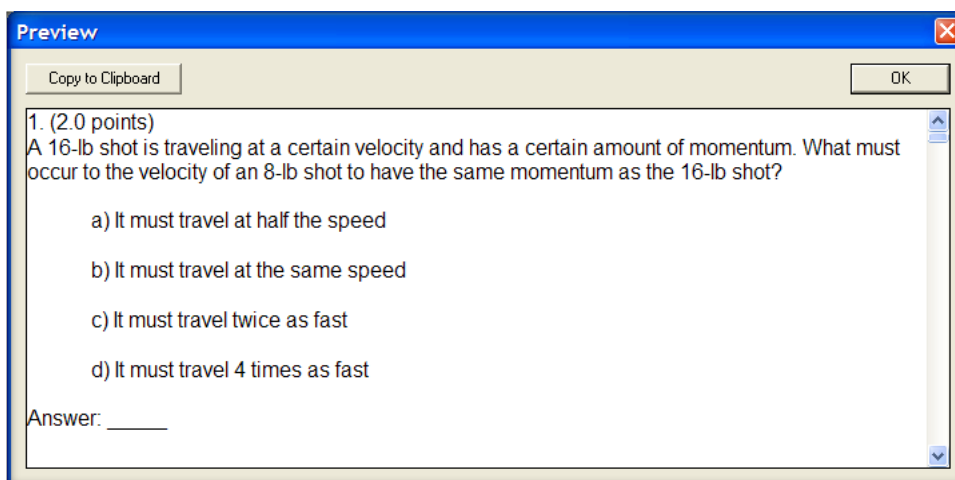 Preview
Copy to Clipboard
OK
1. (2.0 points)
A 16-lb shot is traveling at a certain velocity and has a certain amount of momentum. What must
occur to the velocity of an 8-lb shot to have the same momentum as the 16-lb shot?
a) It must travel at half the speed
b) It must travel at the same speed
c) It must travel twice as fast
d) It must travel 4 times as fast
Answer: _____